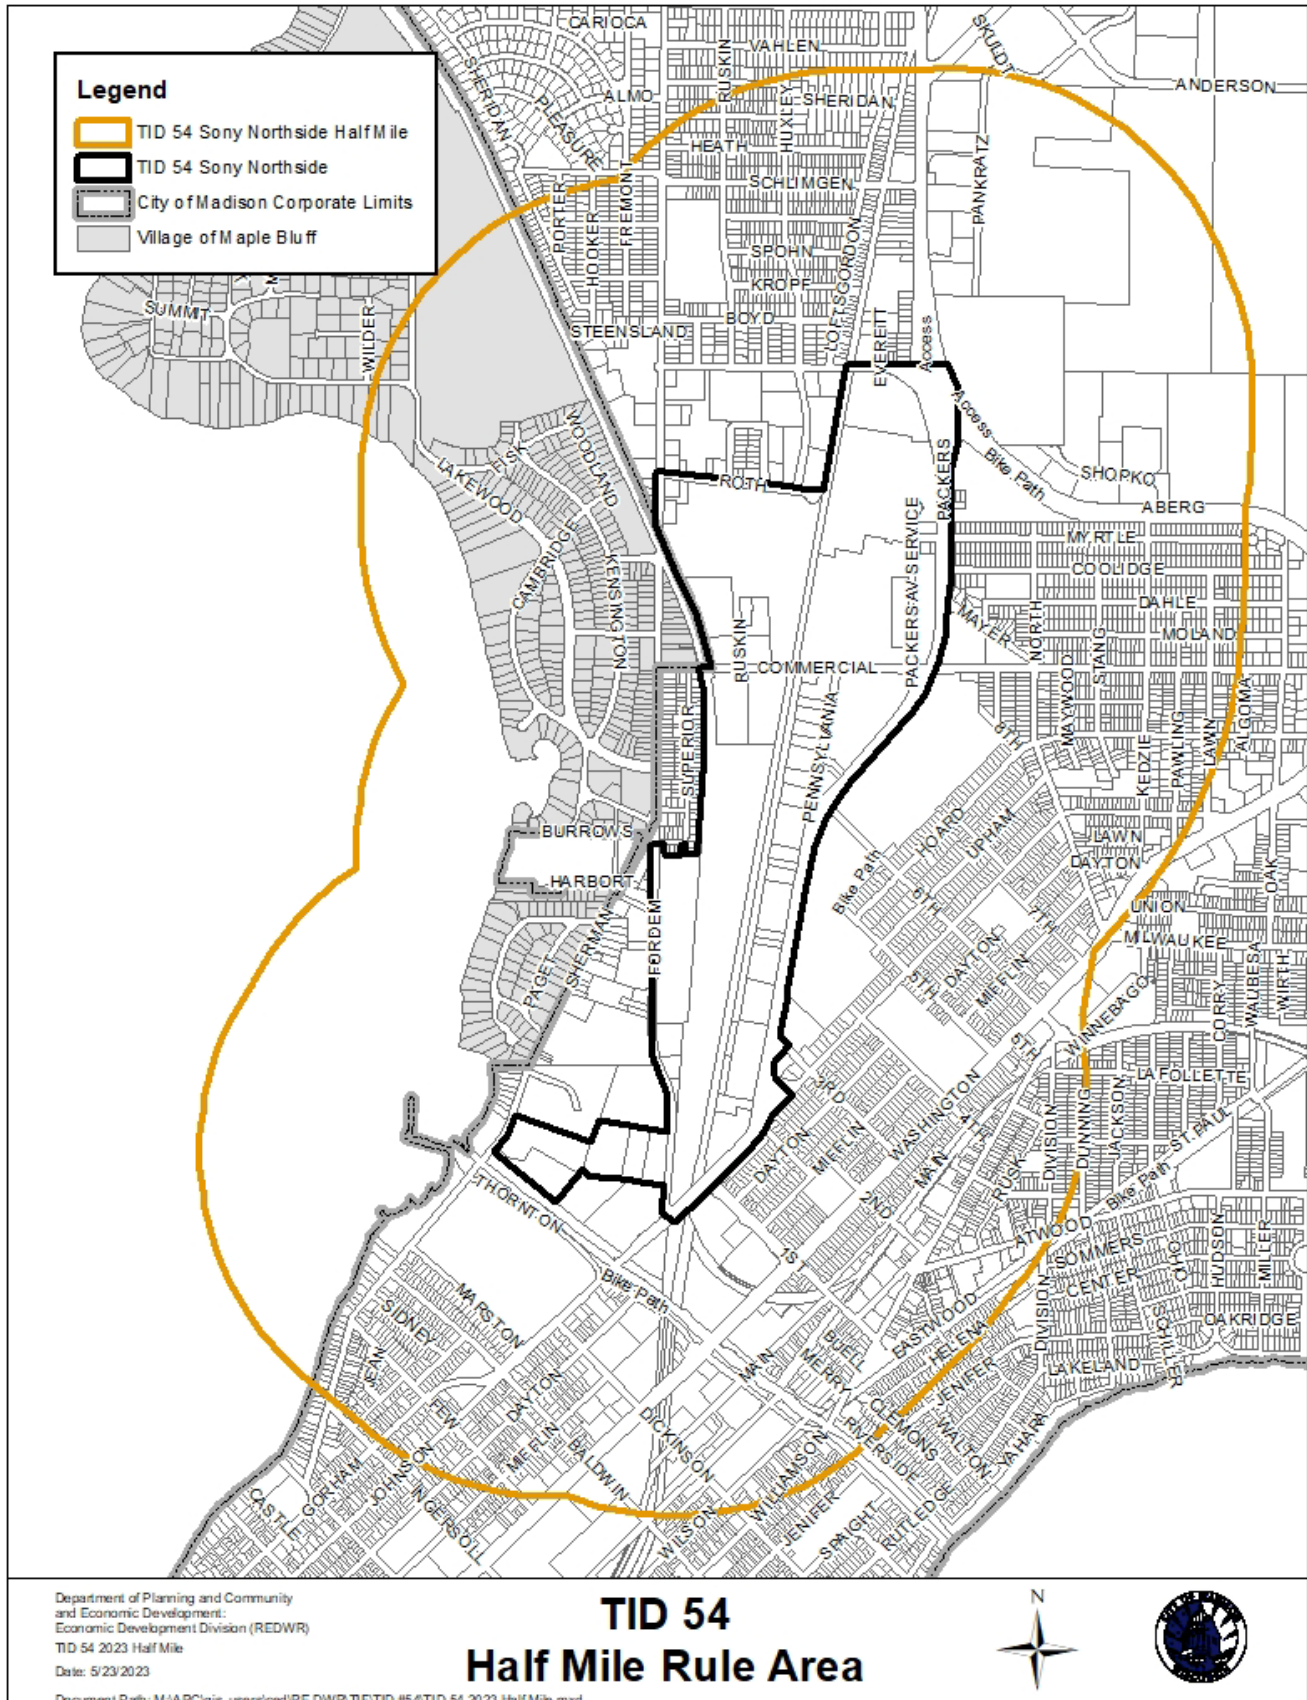 CARIOCA
VAHLEN
RUSKIN
SKULDT
ANDERSON
SHERIDAN
PLEASURE
ALMO
HUXLEY
SHERIDAN
HEATH
SCHLIMGEN
PANKRATZ
Legend
TID 54 Sony Northside Half Mile
TID 54 Sony Northside
City of Madison Corporate Limits
Village of Maple Bluff
PORTER
HOOKER
FREMONT
SPOHN
KROPF
LOFTSGORDON
BOYD
STEENSLAND
EVERETT
Access
SUMMIT
WILDER
Access
Bike Path
PACKERS
SHOPKO
ABERG
WOODLAND
FISK
LAKEWOOD
ROTH
CAMBRIDGE
KENSINGTON
PACKERS AV-SERVICE
MYRTLE
COOLIDGE
DAHLE
MOLAND
MAYER
NORTH
STANG
MAYWOOD
RUSKIN
COMMERCIAL
SUPERIOR
PENNSYLVANIA
8TH
KEDZIE
PAWLING
LAWN
ALGOMA
BURROWS
HARBORT
HOARD
UPHAM
LAWN
DAYTON
OAK
Bike Path
6TH
7TH
UNION
MILWAUKEE
FORDEM
SHERMAN
PAGET
5TH
DAYTON
MIFFLIN
WINNEBAGO
CORRY
WAUBESA
WIRTH
5TH
LAFOLLETTE
3RD
DAYTON
MIFFLIN
WASHINGTON
4TH
MAIN
RUSK
DIVISION
DUNNING
JACKSON
ST. PAUL
Bike Path
THORNTON
2ND
1ST
ATWOOD
SOMMERS
CENTER
OHIO
HUDSON
MILLER
Bike Path
MARSTON
SIDNEY
JEAN
EASTWOOD
HELENA
DIVISION
SCHILLER
OAKRIDGE
LAKELAND
BUELL
MERRY
MAIN
JENIFER
CLEMONS
WALTON
YAHARA
RIVERSIDE
RUTLEDGE
FEW
DAYTON
MIFFLIN
BALDWIN
DICKINSON
WILLIAMSON
JENIFER
SPAIGHT
WILSON
CASTLE
GORHAM
JOHNSON
INGERSOLL
Department of Planning and Community
and Economic Development:
Economic Development Division (REDWR)
TID 54 2023 Half Mile
Date: 5/23/2023
TID 54
Half Mile Rule Area
N